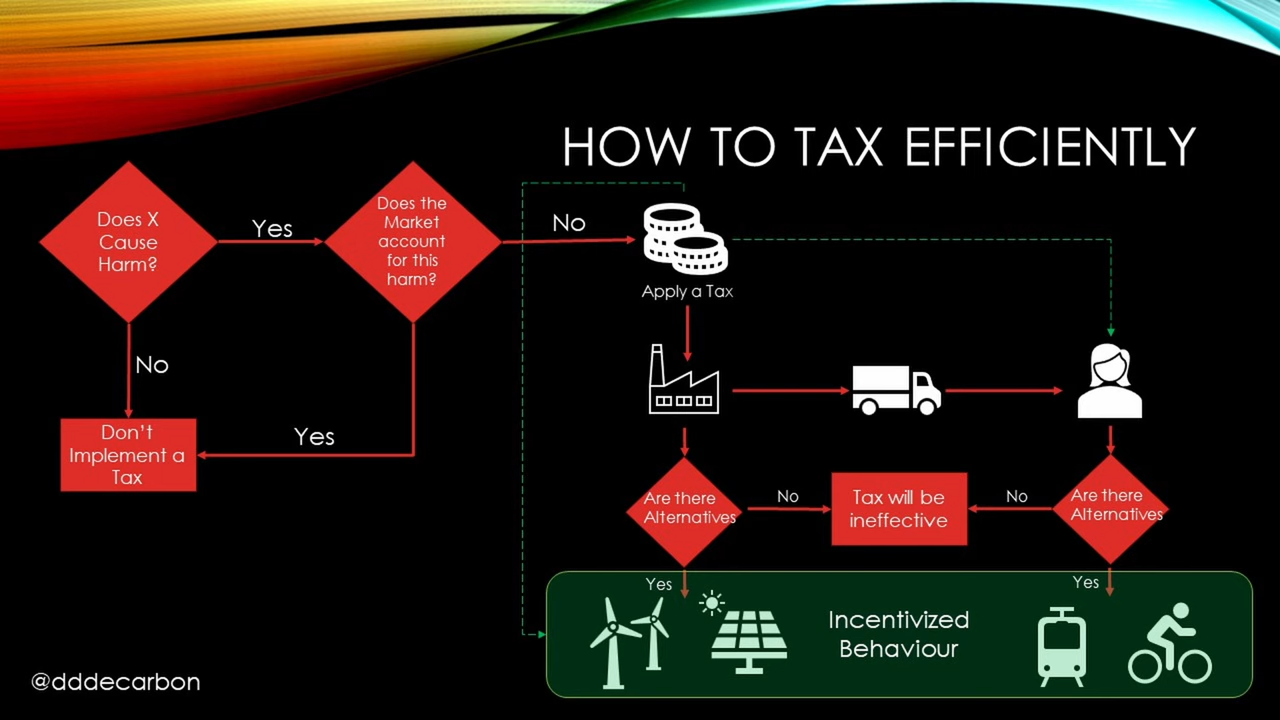 HOW TO TAX EFFICIENTLY
Does X
Cause
Harm?
Yes
Does the
Market
account
for this
harm?
No
Apply a Tax
No
Don't
Implement a
Tax
Yes
Are there
Alternatives
No
Tax will be
ineffective
No
Are there
Alternatives
Yes
Yes
Incentivized
Behaviour
@dddecarbon